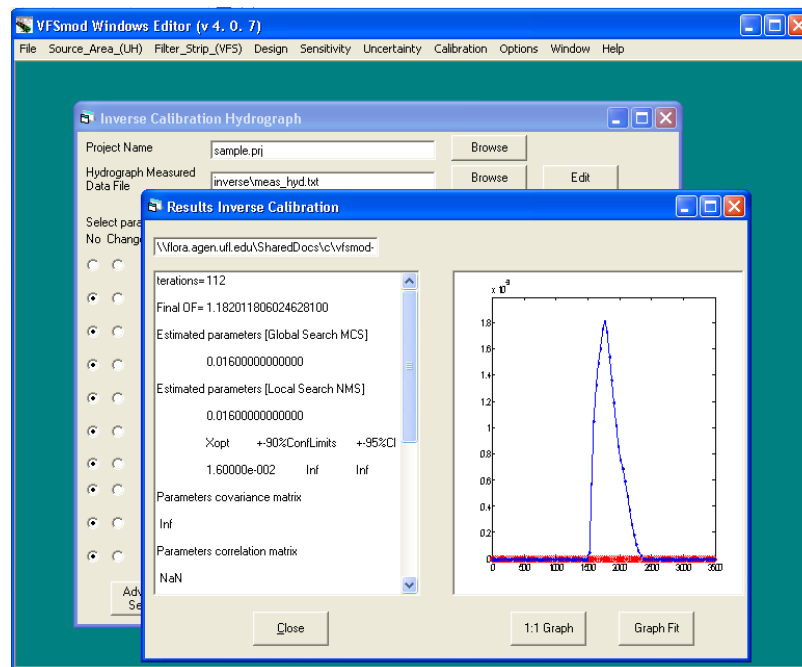 VFSmod Windows Editor (v 4. 0. 7)
File Source_Area_(UH) Filter_Strip_(VFS) Design Sensitivity Uncertainty Calibration Options Window Help
Inverse Calibration Hydrograph
Project Name sample.prj Browse
Hydrograph Measured
Data File inverse\meas_hyd.txt Browse Edit
Select para
No Change
Adv
Se
Results Inverse Calibration
\\flora.agen.ufl.edu\SharedDocs\c\vfsmod-
terations= 112
Final OF= 1.182011806024628100
Estimated parameters [Global Search MCS]
0.01600000000000
Estimated parameters [Local Search NMS]
0.01600000000000
Xopt +-90%ConfLimits +-95%Cl
1.60000e-002 Inf Inf
Parameters covariance matrix
Inf
Parameters correlation matrix
NaN
x 10
1.8
1.6
1.4
1.2
1
0.8
0.6
0.4
0.2
0
0 500 1000 1500 2000 2500 3000 3500
Close 1:1 Graph Graph Fit